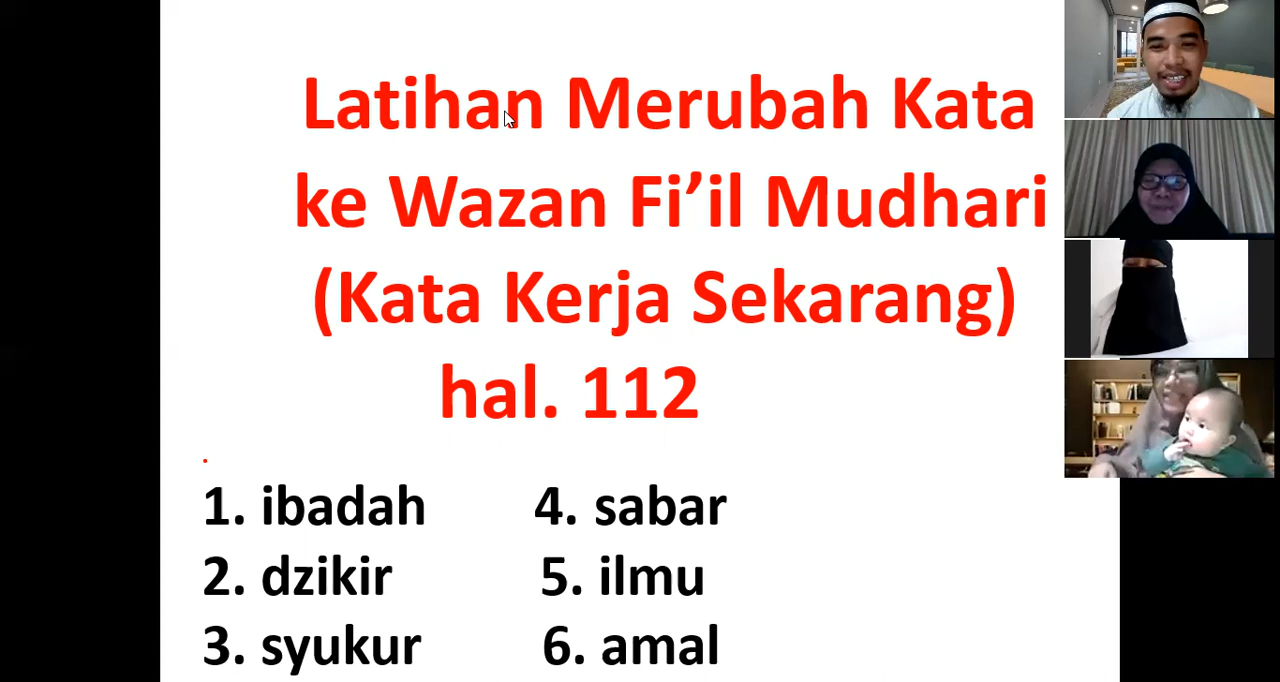 Latihan Merubah Kata
ke Wazan Fi’il Mudhari
(Kata Kerja Sekarang)
hal. 112
1. ibadah 4. sabar
2. dzikir 5. ilmu
3. syukur 6. amal